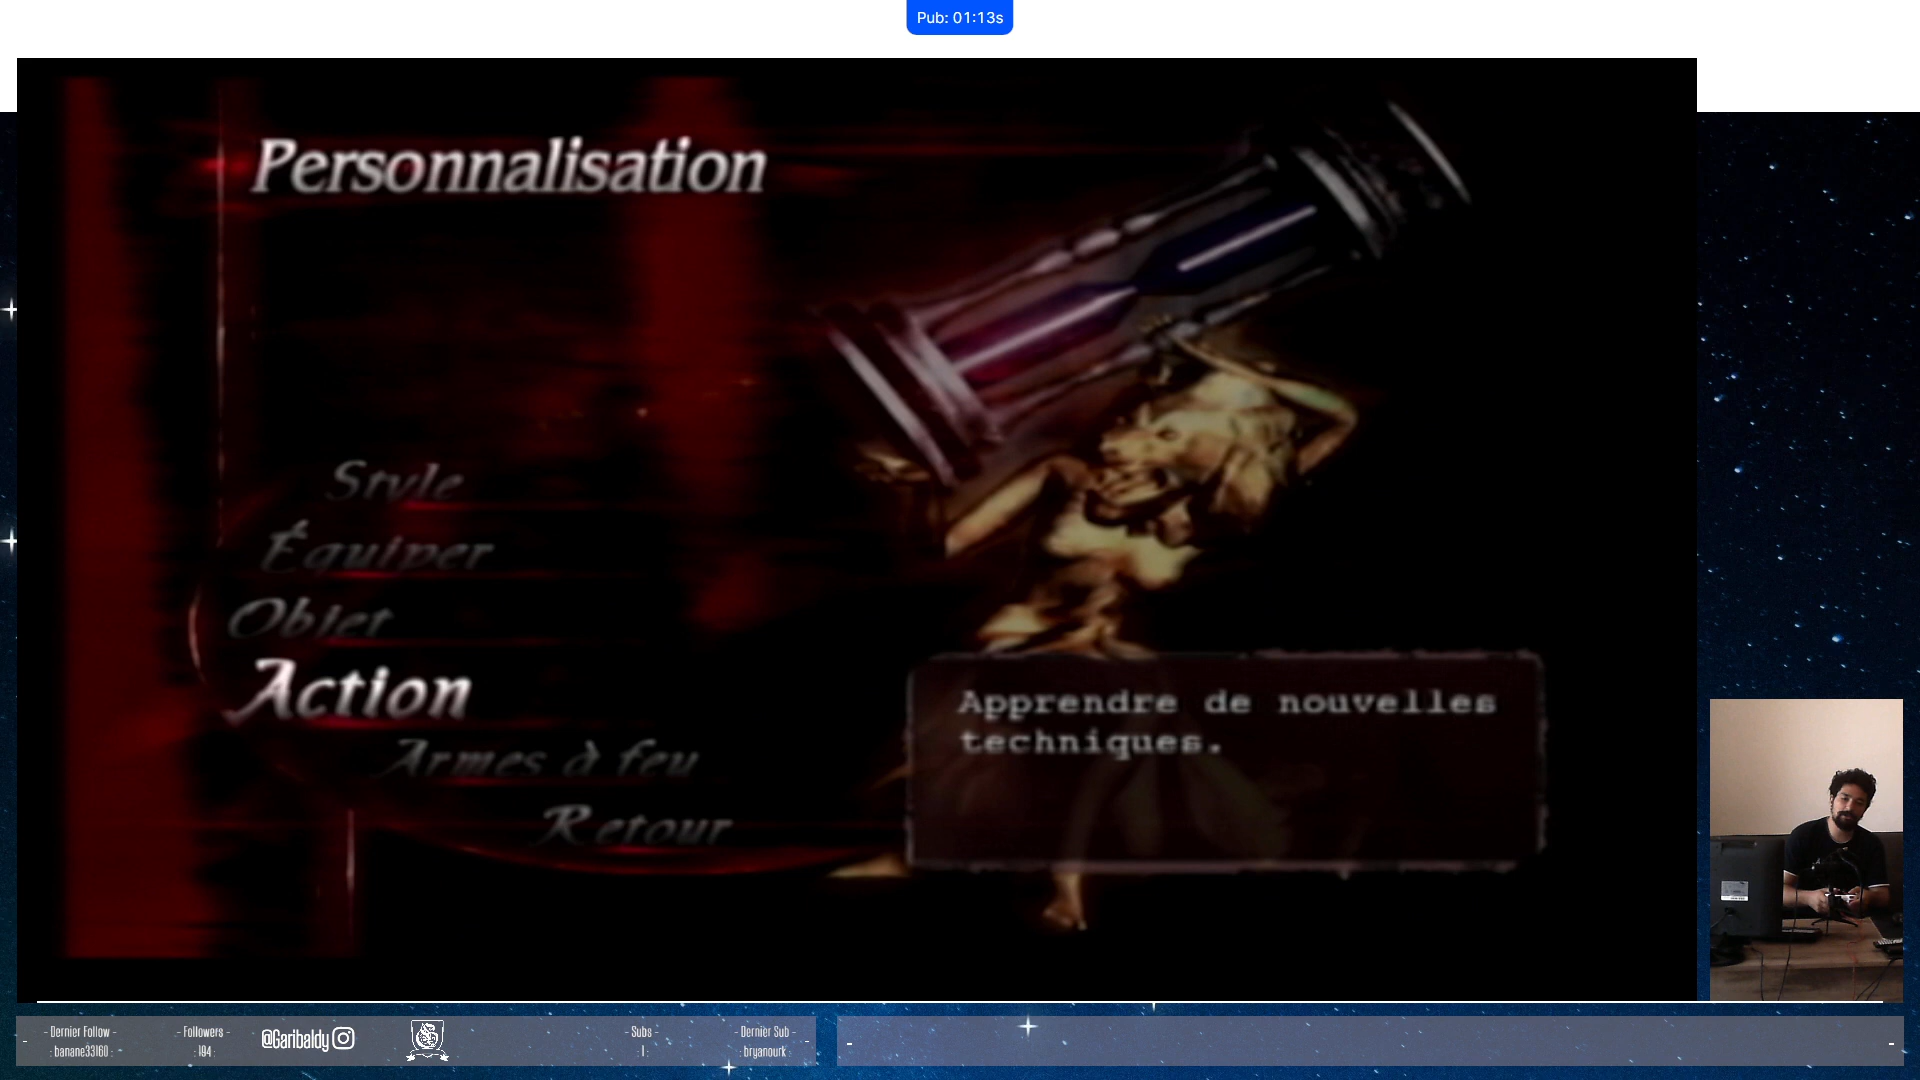 Pub: 01:13s
Personnalisation
Style
Équiper
Objet
Action
Armes à feu
Retour
Apprendre de nouvelles
techniques.
- Dernier Follow -
: banane33160 :
- Followers -
: 194 :
@Garibaldy
- Subs -
: 1 :
- Dernier Sub -
: bryanourk :